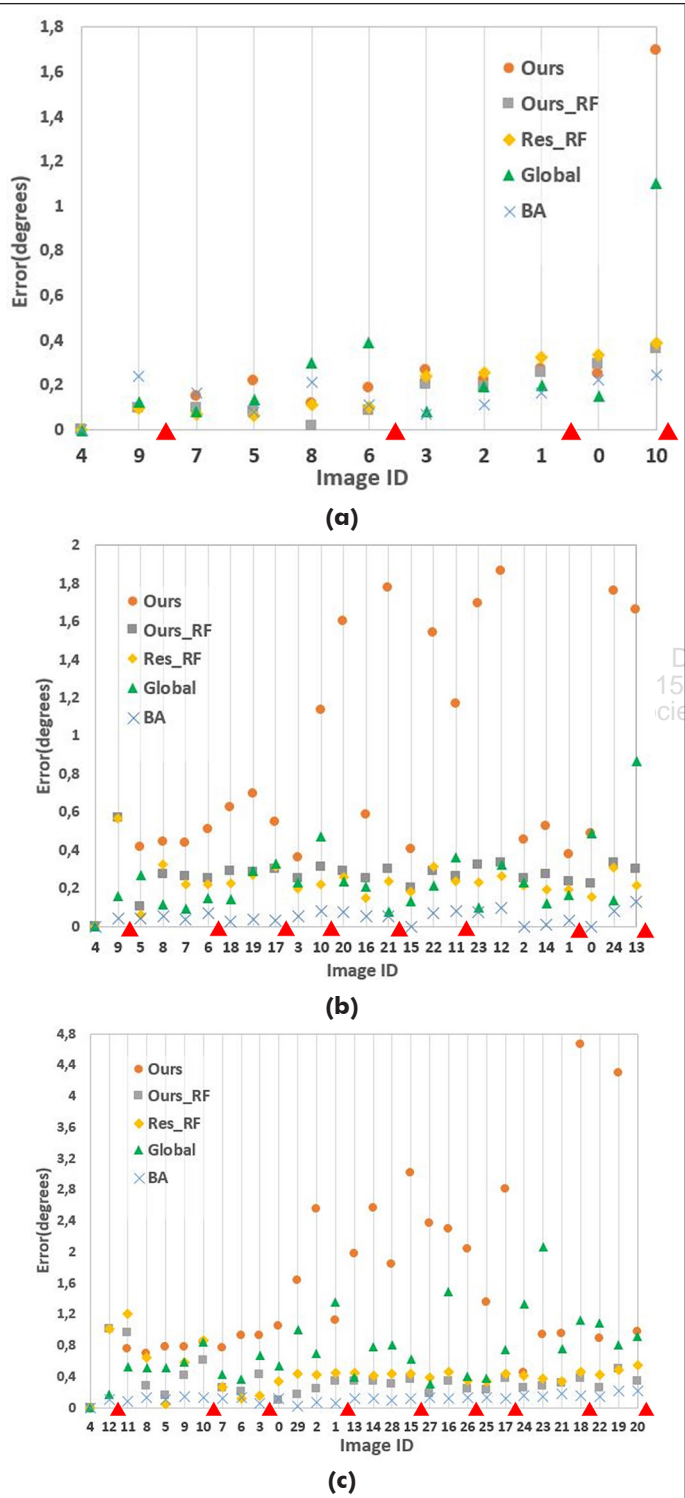 1,8
1,6
1,4
1,2
1
0,8
0,6
0,4
0,2
0
Error(degrees)
Ours
Ours_RF
Res_RF
Global
BA
4 9 7 5 8 6 3 2 1 0 10
Image ID
(a)
2
1,8
1,6
1,4
1,2
1
0,8
0,6
0,4
0,2
0
Error(degrees)
Ours
Ours_RF
Res_RF
Global
BA
4 9 5 8 7 6 18 19 17 3 10 20 16 21 15 22 11 23 12 2 14 1 0 24 13
Image ID
(b)
D
15
cie
4,8
4,4
4
3,6
3,2
2,8
2,4
2
1,6
1,2
0,8
0,4
0
Error(degrees)
Ours
Ours_RF
Res_RF
Global
BA
4 12 11 8 5 9 10 7 6 3 0 29 2 1 13 14 28 15 27 16 26 25 17 24 23 21 18 22 19 20
Image ID
(c)